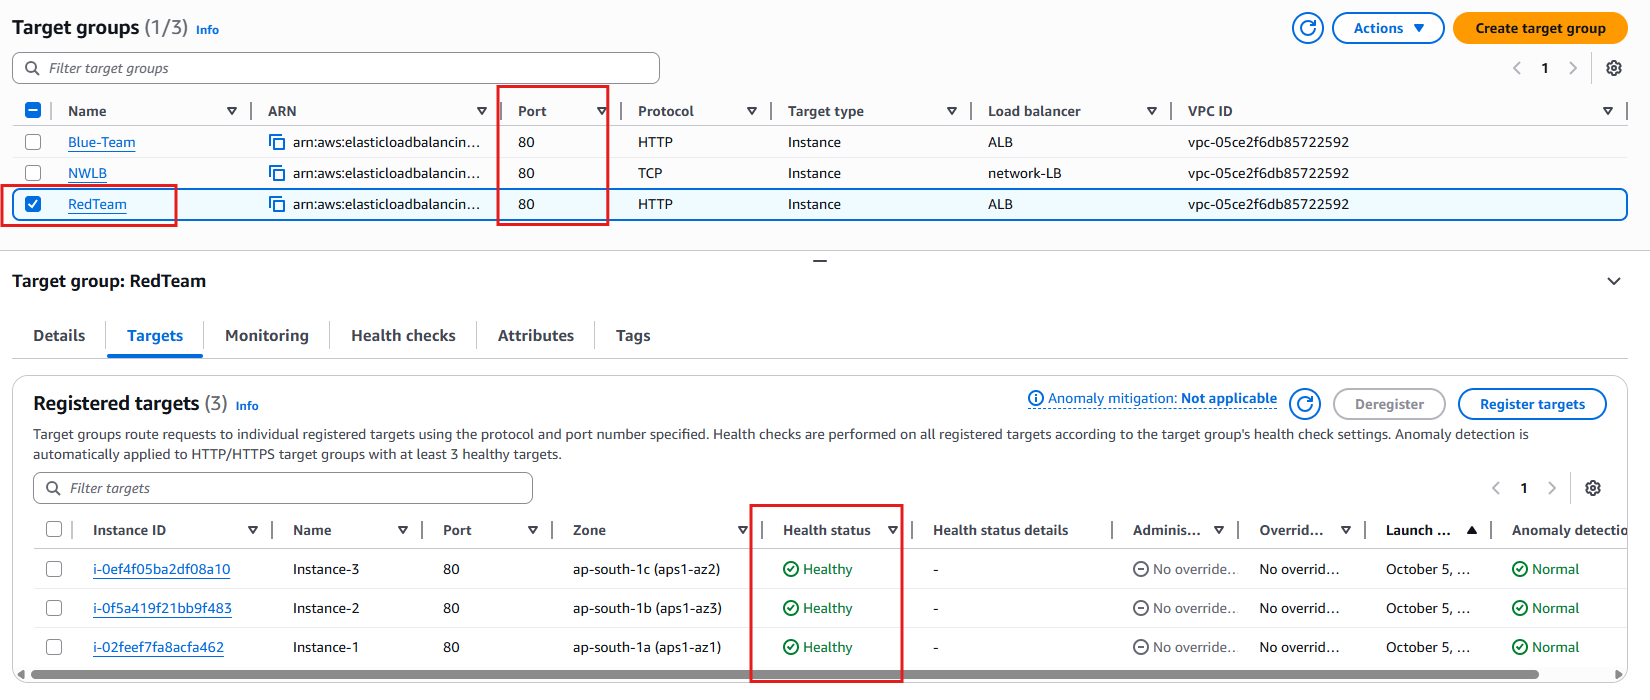 Target groups (1/3) Info
Actions
Create target group
Filter target groups
1
Name ARN Port Protocol Target type Load balancer VPC ID
Blue-Team arn:aws:elasticloadbalancin... 80 HTTP Instance ALB vpc-05ce2f6db85722592
NWLB arn:aws:elasticloadbalancin... 80 TCP Instance network-LB vpc-05ce2f6db85722592
RedTeam arn:aws:elasticloadbalancin... 80 HTTP Instance ALB vpc-05ce2f6db85722592
Target group: RedTeam
Details Targets Monitoring Health checks Attributes Tags
Registered targets (3) Info
Anomaly mitigation: Not applicable
Deregister
Register targets
Target groups route requests to individual registered targets using the protocol and port number specified. Health checks are performed on all registered targets according to the target group's health check settings. Anomaly detection is
automatically applied to HTTP/HTTPS target groups with at least 3 healthy targets.
Filter targets
1
Instance ID Name Port Zone Health status Health status details Adminis... Overrid... Launch ... Anomaly detectio
i-0ef4f05ba2df08a10 Instance-3 80 ap-south-1c (aps1-az2) Healthy - No override.. No overrid... October 5, ... Normal
i-0f5a419f21bb9f483 Instance-2 80 ap-south-1b (aps1-az3) Healthy - No override.. No overrid... October 5, ... Normal
i-02feef7fa8acfa462 Instance-1 80 ap-south-1a (aps1-az1) Healthy - No override.. No overrid... October 5, ... Normal